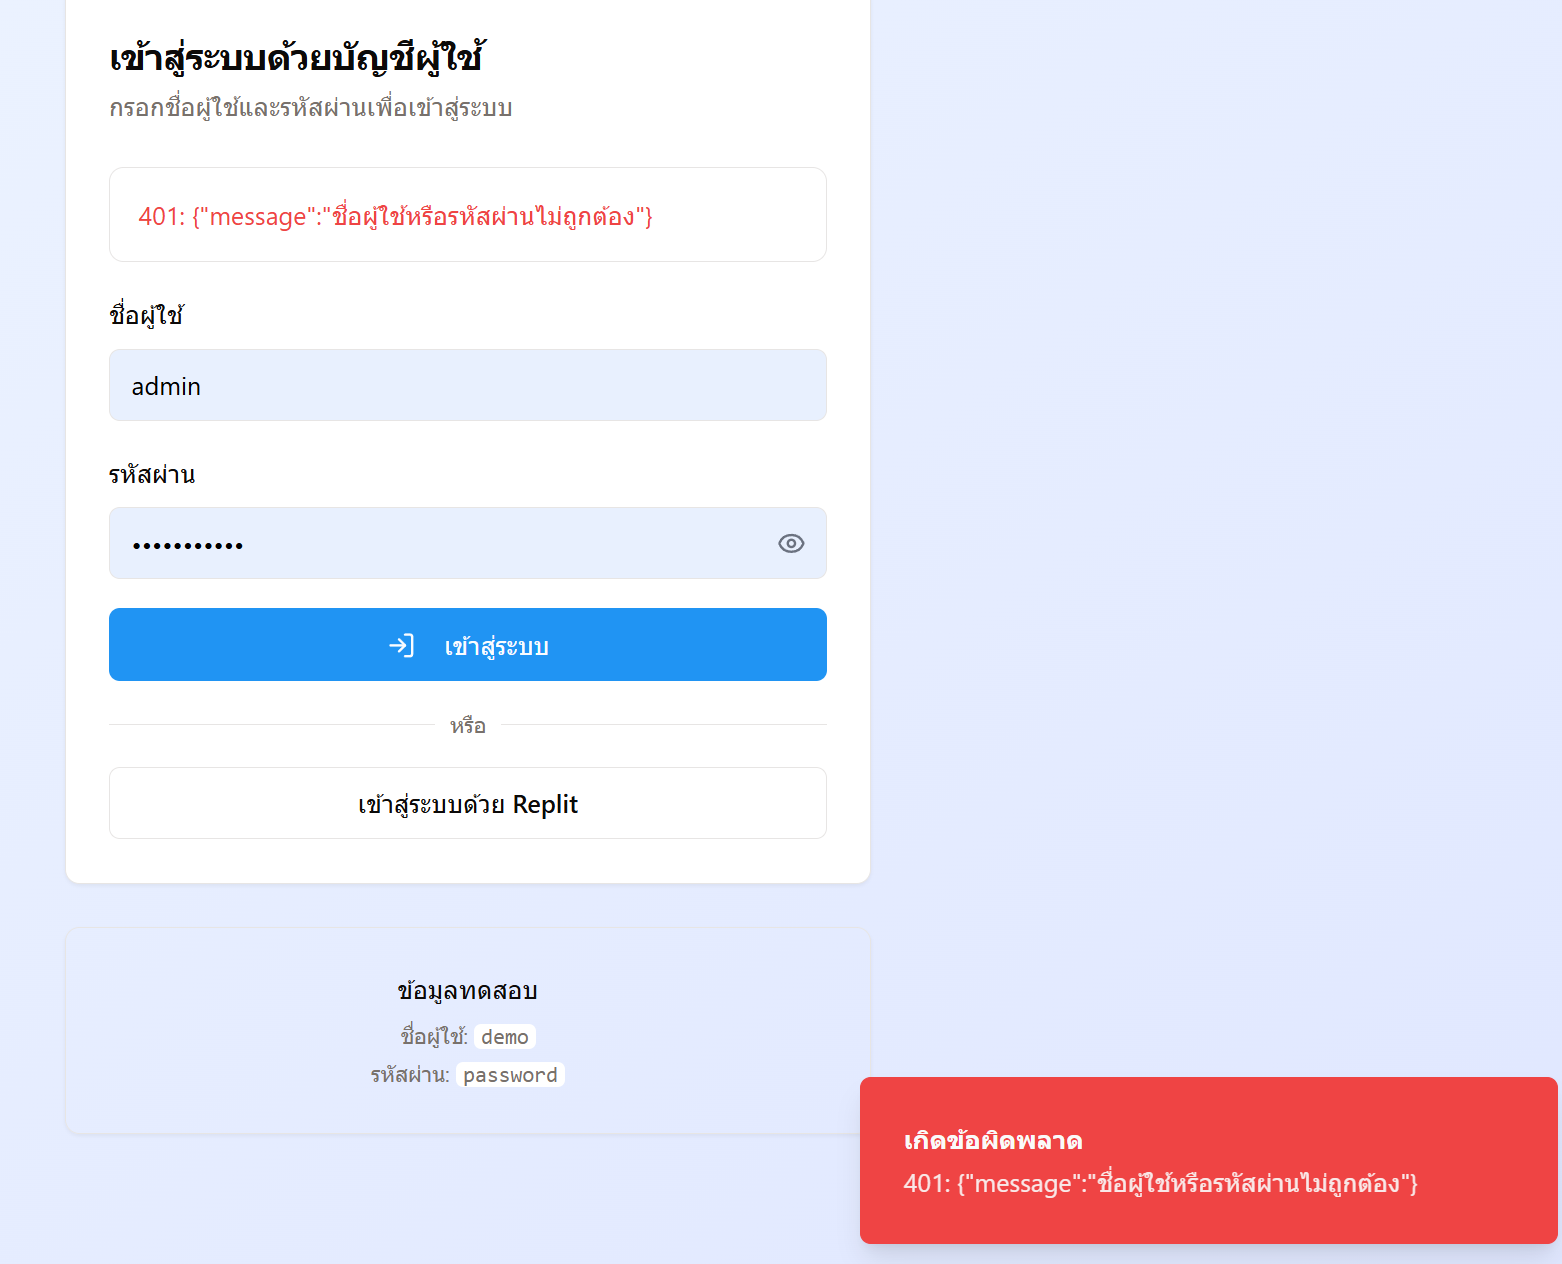 เข้าสู่ระบบด้วยบัญชีผู้ใช้
กรอกชื่อผู้ใช้และรหัสผ่านเพื่อเข้าสู่ระบบ
401: {"message":"ชื่อผู้ใช้หรือรหัสผ่านไม่ถูกต้อง"}
ชื่อผู้ใช้
admin
รหัสผ่าน
•••••••••••
เข้าสู่ระบบ
หรือ
เข้าสู่ระบบด้วย Replit
ข้อมูลทดสอบ
ชื่อผู้ใช้: demo
รหัสผ่าน: password
เกิดข้อผิดพลาด
401: {"message":"ชื่อผู้ใช้หรือรหัสผ่านไม่ถูกต้อง"}